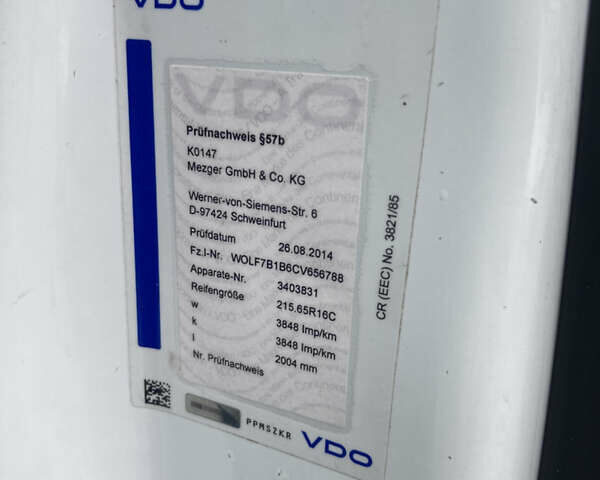 VDO
VDO
Prüfnachweis §57b
K0147
Mezger GmbH & Co. KG
Werner-von-Siemens-Str. 6
D-97424 Schweinfurt
Prüfdatum 26.08.2014
Fz.I-Nr. WOLF7B1B6CV656788
Apparate-Nr. 3403831
Reifengröße 215.65R16C
w 3848 Imp/km
k 3848 Imp/km
l 2004 mm
Nr. Prüfnachweis
CR (EEC) No. 3821/85
PPMSZKR
VDO